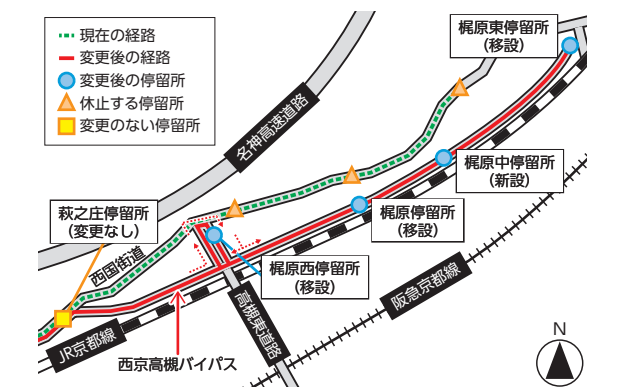 現在の経路
変更後の経路
変更後の停留所
休止する停留所
変更のない停留所
梶原東停留所
(移設)
名神高速道路
梶原中停留所
(新設)
萩之庄停留所
(変更なし)
梶原停留所
(移設)
西国街道
梶原西停留所
(移設)
阪急京都線
高槻東道路
JR京都線
西京高槻バイパス
N